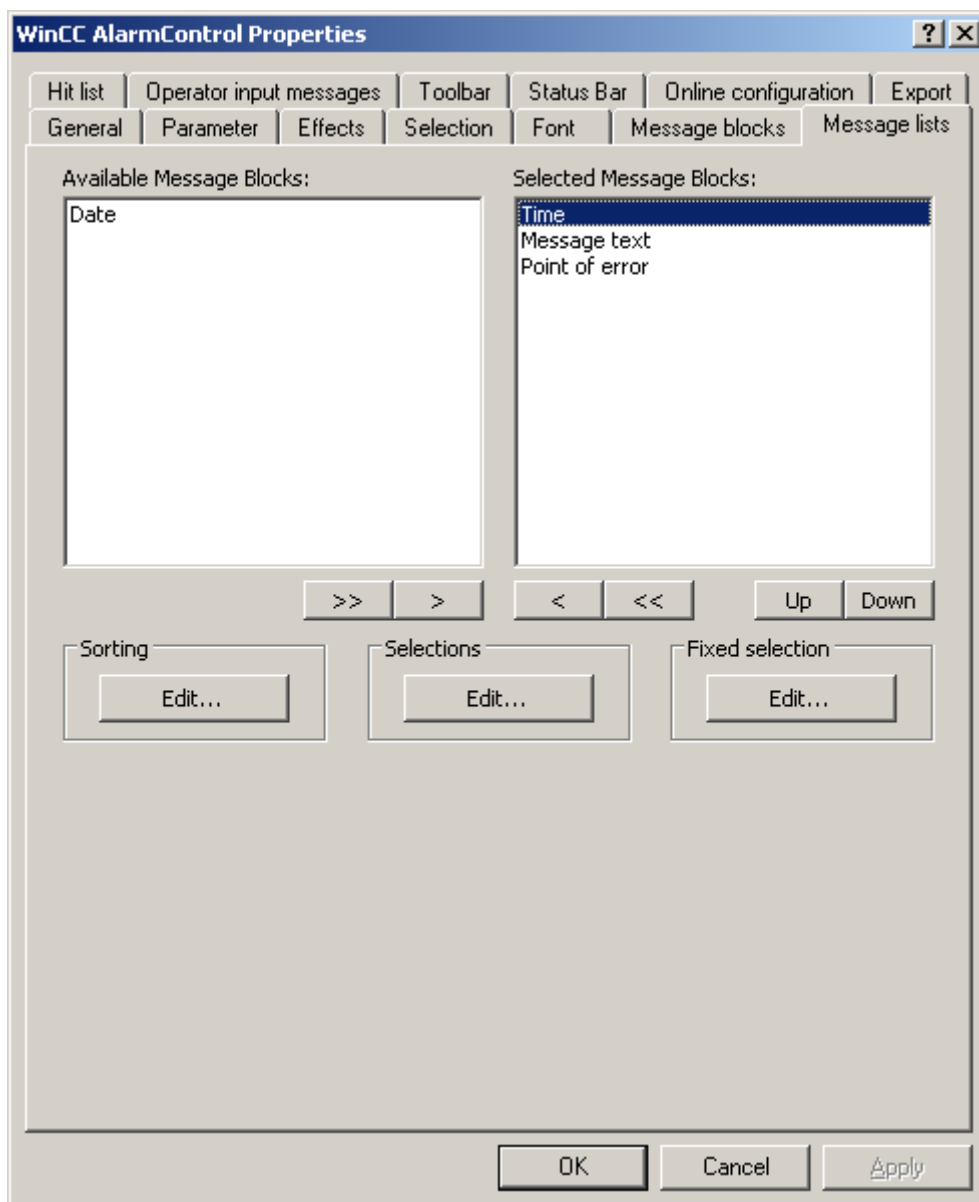 WinCC AlarmControl Properties
Hit list Operator input messages Toolbar Status Bar Online configuration Export
General Parameter Effects Selection Font Message blocks Message lists
Available Message Blocks: Selected Message Blocks:
Date Time
Message text
Point of error
>> > < << Up Down
Sorting Selections Fixed selection
Edit... Edit... Edit...
OK Cancel Apply